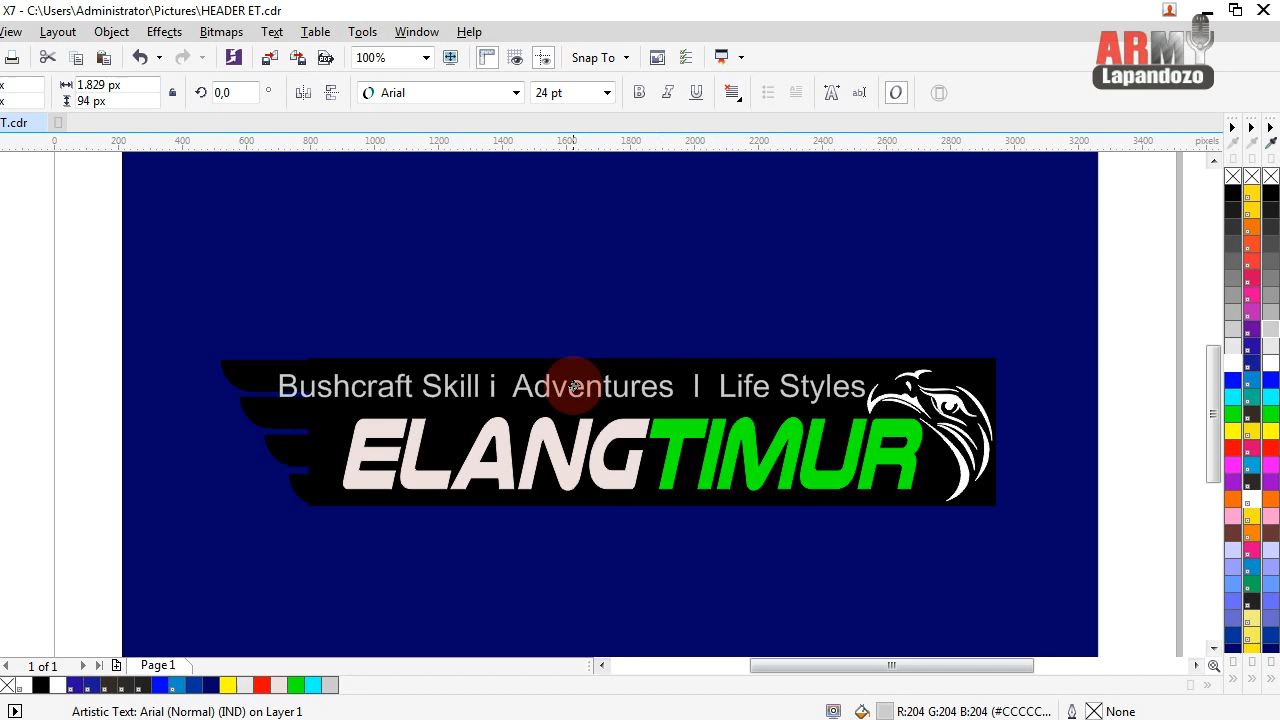 X7 - C:\Users\Administrator\Pictures\HEADER ET.cdr
View Layout Object Effects Bitmaps Text Table Tools Window Help
100% Snap To
ARM
Lapandozo
x 1.829 px 0,0 ° Arial 24 pt B I U ab O
x 94 px
T.cdr
0 200 400 600 800 1000 1200 1400 1600 1800 2000 2200 2400 2600 2800 3000 3200 3400 pixels
Bushcraft Skill i Adventures l Life Styles
ELANGTIMUR
1 of 1 Page 1
Artistic Text: Arial (Normal) (IND) on Layer 1 R:204 G:204 B:204 (#CCCCC... None